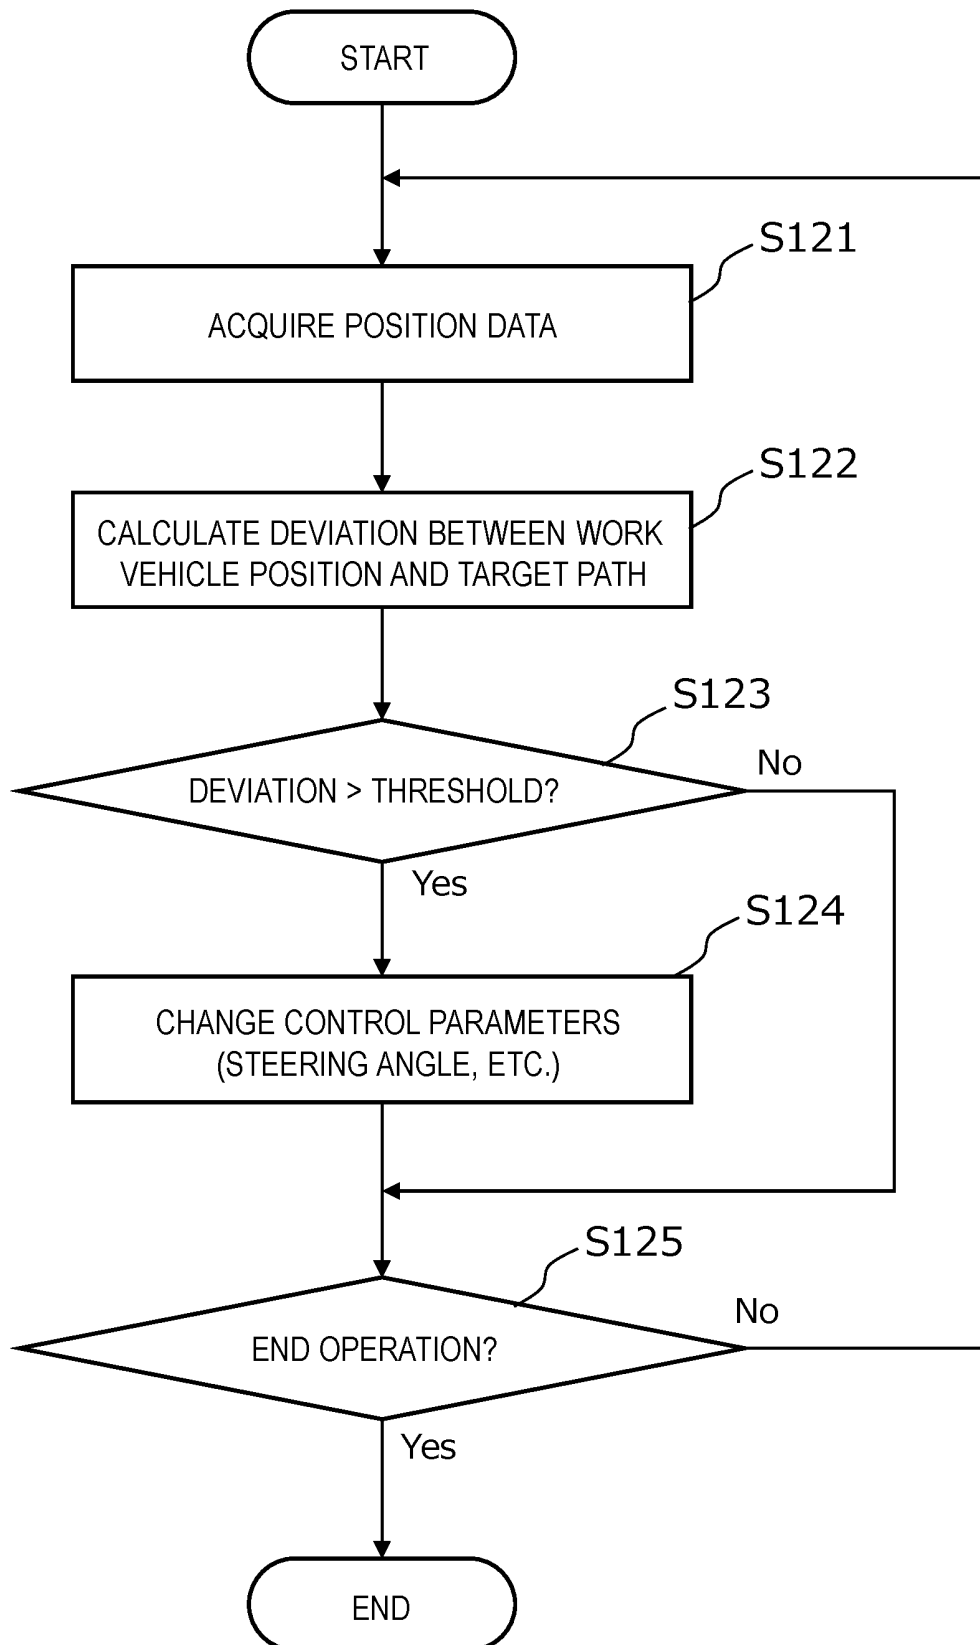 START
S121
ACQUIRE POSITION DATA
S122
CALCULATE DEVIATION BETWEEN WORK
VEHICLE POSITION AND TARGET PATH
S123
DEVIATION > THRESHOLD?
No
Yes
S124
CHANGE CONTROL PARAMETERS
(STEERING ANGLE, ETC.)
S125
END OPERATION?
No
Yes
END